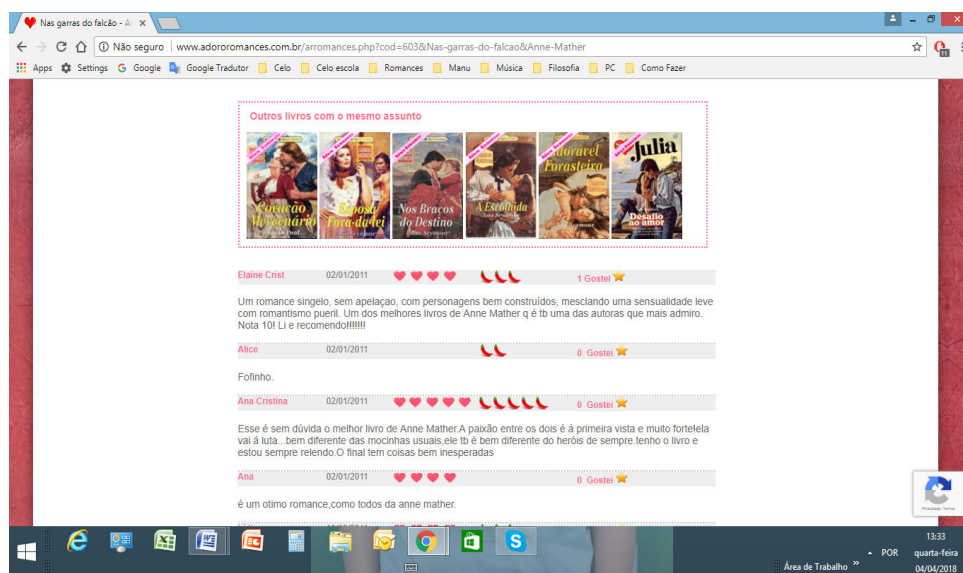 Nas garras do falcão - Ad
Não seguro | www.adororomances.com.br/arromances.php?cod=603&Nas-garras-do-falcao&Anne-Mather
11
Apps Settings Google Google Tradutor Celo Celo escola Romances Manu Música Filosofia PC Como Fazer
Outros livros com o mesmo assunto
Coração Mercenário
Esposa Fora-da-lei
Nos Braços do Destino
A Escolhida
Adorável Forasteira
Julia
Desafio ao amor
Elaine Crist 02/01/2011 1 Gostei
Um romance singelo, sem apelaçao, com personagens bem construídos, mesclando uma sensualidade leve
com romantismo pueril. Um dos melhores livros de Anne Mather q é tb uma das autoras que mais admiro.
Nota 10! Li e recomendo!!!!!!!
Alice 02/01/2011 0 Gostei
Fofinho.
Ana Cristina 02/01/2011 0 Gostei
Esse é sem dúvida o melhor livro de Anne Mather.A paixão entre os dois é á primeira vista e muito forte!ela
vai á luta...bem diferente das mocinhas usuais,ele tb é bem diferente do heróis de sempre.tenho o livro e
estou sempre relendo.O final tem coisas bem inesperadas
Ana 02/01/2011 0 Gostei
é um otimo romance,como todos da anne mather.
Privacidade - Termos
13:33
POR quarta-feira
Área de Trabalho » 04/04/2018